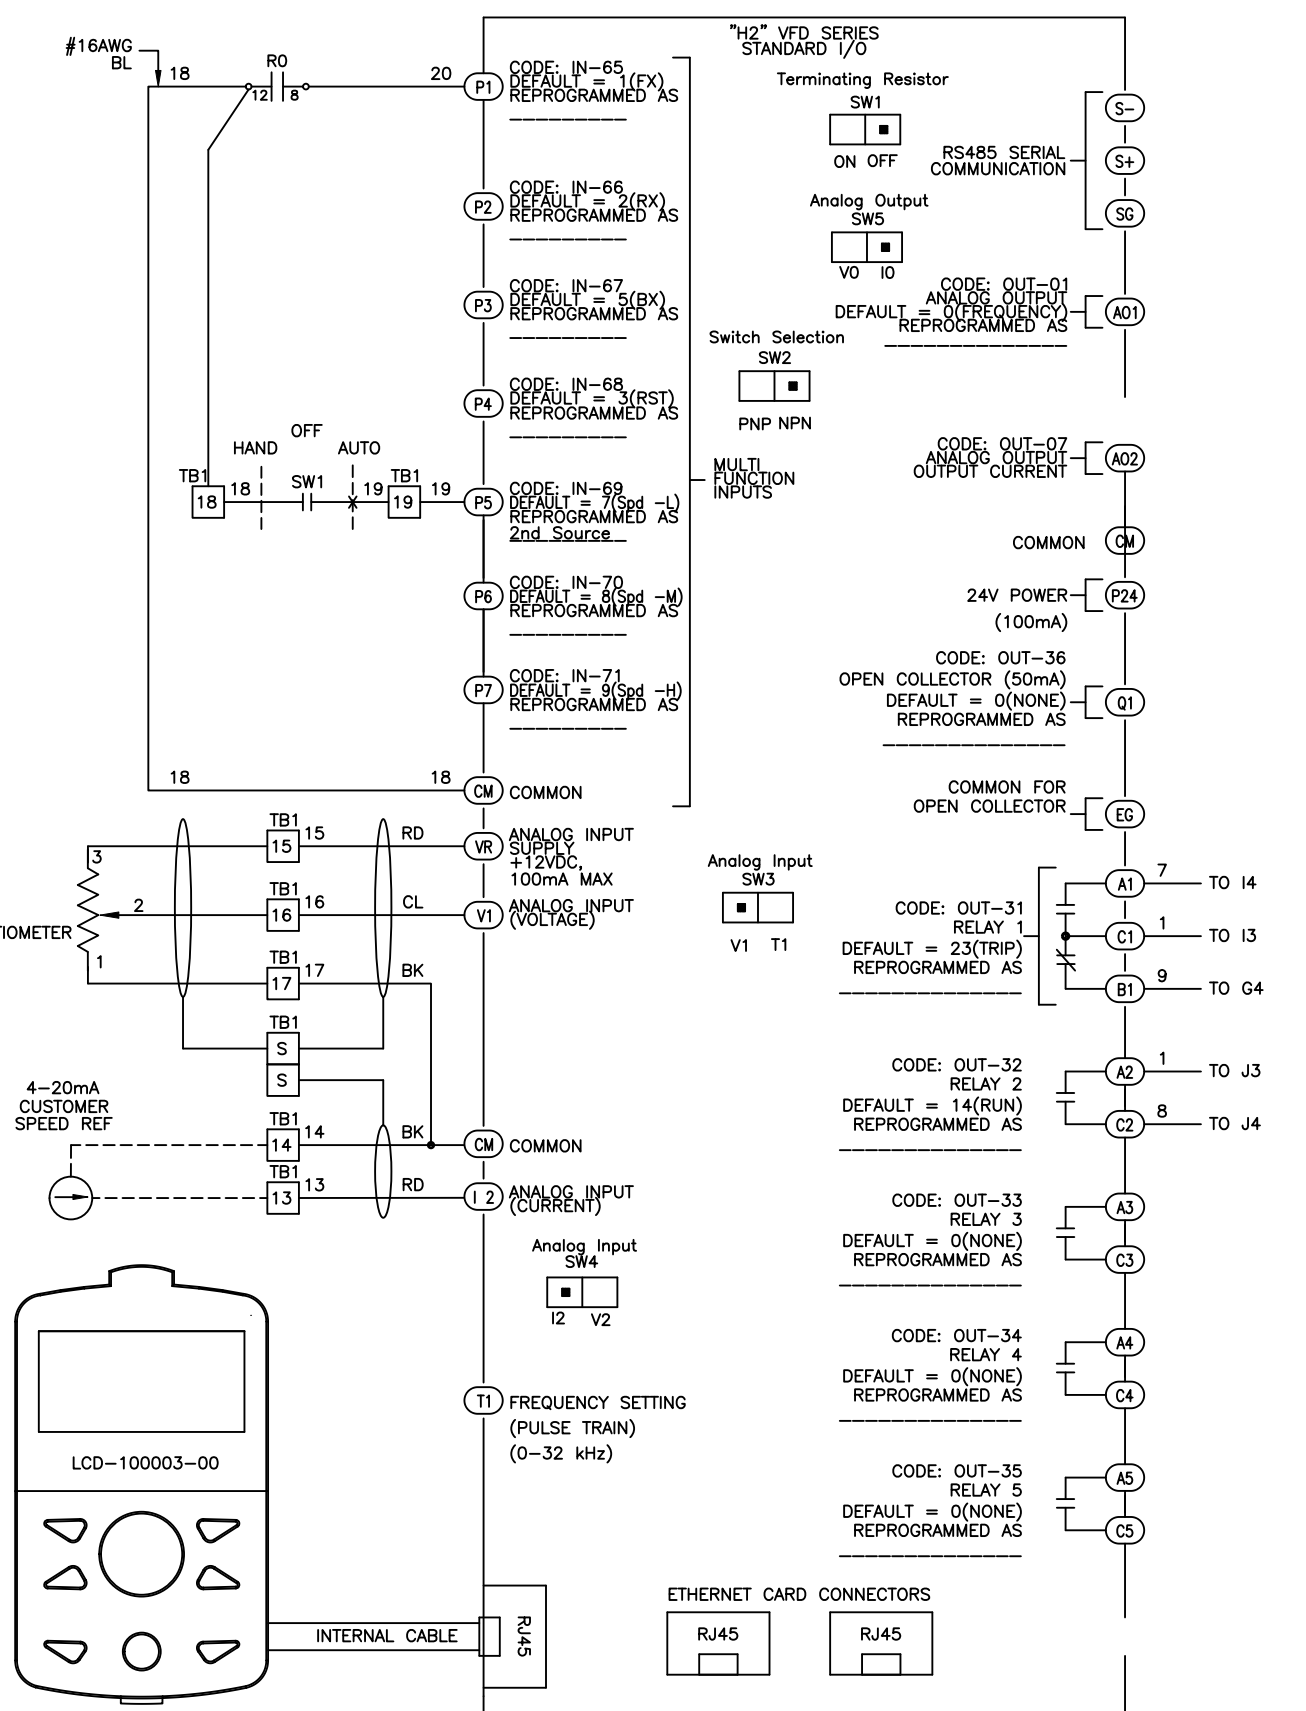 "H2" VFD SERIES
STANDARD I/O
#16AWG
BL
18
R0
12
8
20
P1
CODE: IN-65
DEFAULT = 1(FX)
REPROGRAMMED AS
_________
P2
CODE: IN-66
DEFAULT = 2(RX)
REPROGRAMMED AS
_________
P3
CODE: IN-67
DEFAULT = 5(BX)
REPROGRAMMED AS
_________
P4
CODE: IN-68
DEFAULT = 3(RST)
REPROGRAMMED AS
_________
OFF
HAND
AUTO
TB1
18
18
SW1
19
TB1
19
19
P5
CODE: IN-69
DEFAULT = 7(Spd -L)
REPROGRAMMED AS
2nd Source
P6
CODE: IN-70
DEFAULT = 8(Spd -M)
REPROGRAMMED AS
_________
P7
CODE: IN-71
DEFAULT = 9(Spd -H)
REPROGRAMMED AS
_________
MULTI
FUNCTION
INPUTS
18
18
CM
COMMON
TB1
15
15
RD
VR
ANALOG INPUT
SUPPLY
+12VDC,
100mA MAX
3
2
1
TIOMETER
TB1
16
16
CL
V1
ANALOG INPUT
(VOLTAGE)
TB1
17
17
BK
TB1
S
S
4-20mA
CUSTOMER
SPEED REF
TB1
14
14
BK
CM
COMMON
TB1
13
13
RD
I 2
ANALOG INPUT
(CURRENT)
Analog Input
SW4
I2 V2
T1
FREQUENCY SETTING
(PULSE TRAIN)
(0-32 kHz)
LCD-100003-00
INTERNAL CABLE
RJ45
Terminating Resistor
SW1
ON OFF
Analog Output
SW5
VO IO
Switch Selection
SW2
PNP NPN
Analog Input
SW3
V1 T1
RS485 SERIAL
COMMUNICATION
S-
S+
SG
CODE: OUT-01
ANALOG OUTPUT
DEFAULT = 0(FREQUENCY)
REPROGRAMMED AS
______________
AO1
CODE: OUT-07
ANALOG OUTPUT
OUTPUT CURRENT
AO2
COMMON
CM
24V POWER
(100mA)
P24
CODE: OUT-36
OPEN COLLECTOR (50mA)
DEFAULT = 0(NONE)
REPROGRAMMED AS
______________
Q1
COMMON FOR
OPEN COLLECTOR
EG
CODE: OUT-31
RELAY 1
DEFAULT = 23(TRIP)
REPROGRAMMED AS
______________
A1
7
TO I4
C1
1
TO I3
B1
9
TO G4
CODE: OUT-32
RELAY 2
DEFAULT = 14(RUN)
REPROGRAMMED AS
______________
A2
1
TO J3
C2
8
TO J4
CODE: OUT-33
RELAY 3
DEFAULT = 0(NONE)
REPROGRAMMED AS
______________
A3
C3
CODE: OUT-34
RELAY 4
DEFAULT = 0(NONE)
REPROGRAMMED AS
______________
A4
C4
CODE: OUT-35
RELAY 5
DEFAULT = 0(NONE)
REPROGRAMMED AS
______________
A5
C5
ETHERNET CARD CONNECTORS
RJ45
RJ45